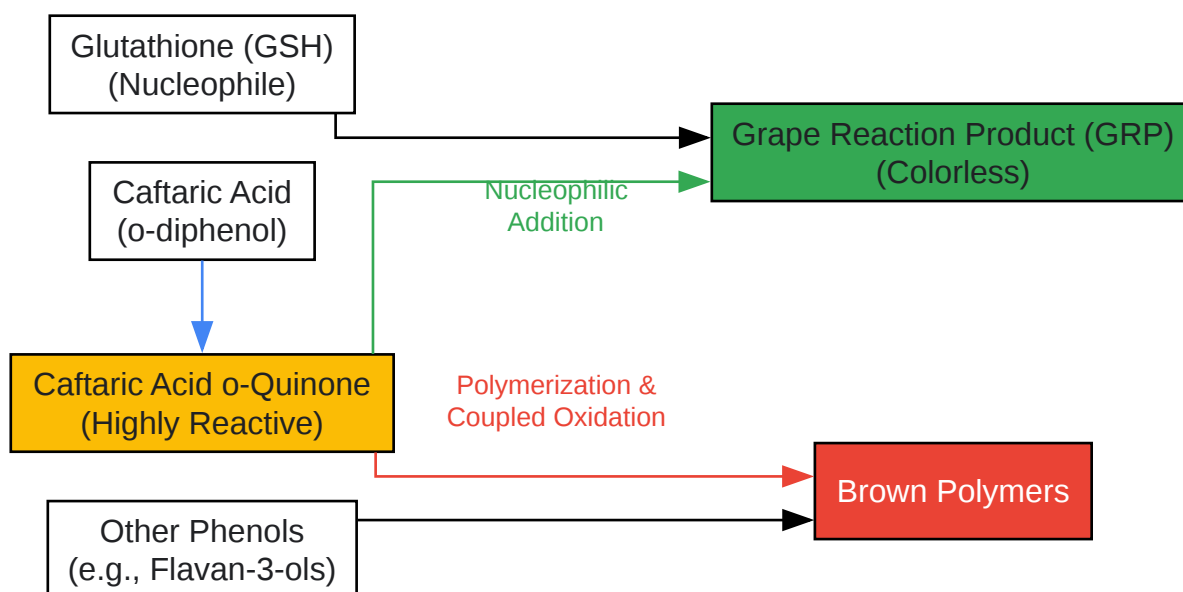 Glutathione (GSH)
(Nucleophile)
Grape Reaction Product (GRP)
(Colorless)
Caftaric Acid
(o-diphenol)
Nucleophilic
Addition
Caftaric Acid o-Quinone
(Highly Reactive)
Polymerization &
Coupled Oxidation
Brown Polymers
Other Phenols
(e.g., Flavan-3-ols)